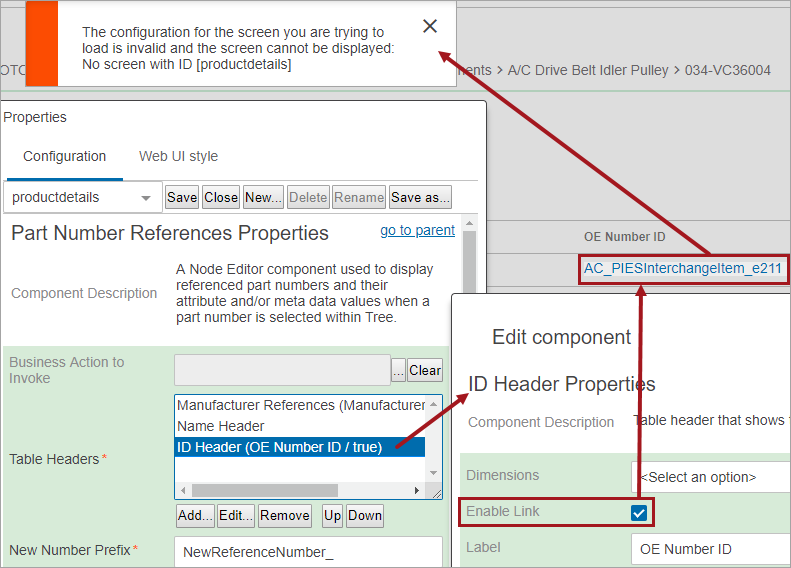 The configuration for the screen you are trying to
load is invalid and the screen cannot be displayed:
No screen with ID [productdetails]
OTC
ents > A/C Drive Belt Idler Pulley > 034-VC36004
Properties
Configuration
Web UI style
productdetails
Save
Close
New...
Delete
Rename
Save as...
Part Number References Properties
go to parent
Component Description
A Node Editor component used to display
referenced part numbers and their
attribute and/or meta data values when a
part number is selected within Tree.
Business Action to
Invoke
...
Clear
Table Headers*
Manufacturer References (Manufacturer
Name Header
ID Header (OE Number ID / true)
Add...
Edit...
Remove
Up
Down
New Number Prefix*
NewReferenceNumber_
OE Number ID
AC_PIESInterchangeItem_e211
Edit component
ID Header Properties
Component Description
Table header that shows
Dimensions
<Select an option>
Enable Link
Label
OE Number ID